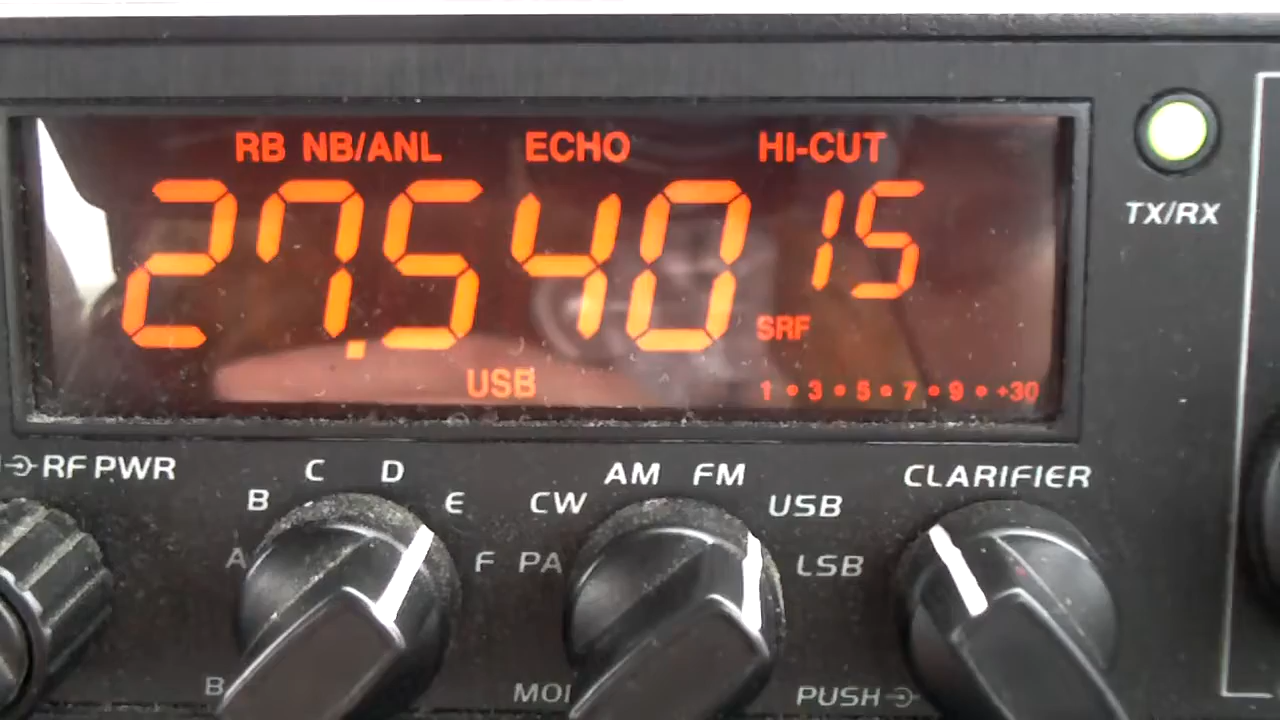 RB NB/ANL ECHO HI-CUT
27.540 15
SRF
USB 1 3 5 7 9 +30
TX/RX
RF PWR C D AM FM CLARIFIER
B E CW USB
A F PA LSB
B PUSH